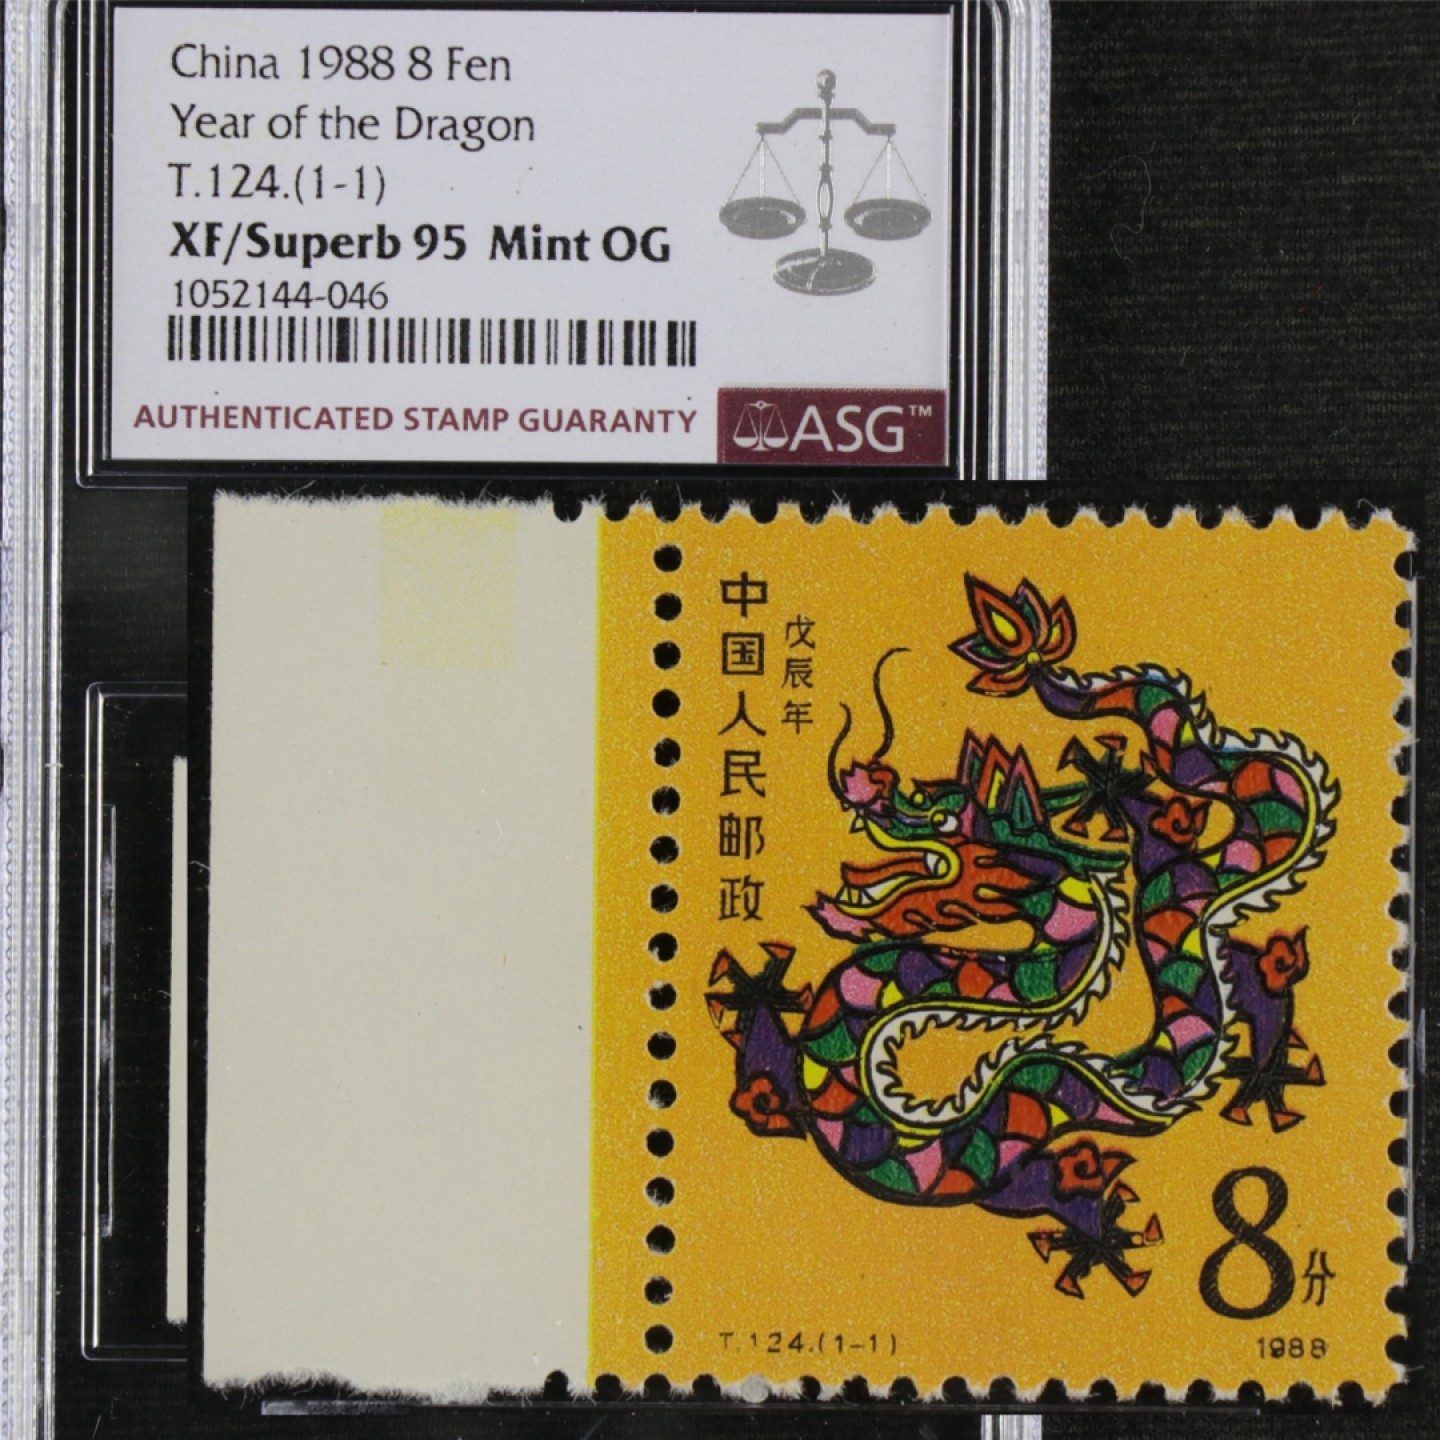 China 1988 8 Fen
Year of the Dragon
T.124.(1-1)
XF/Superb 95 Mint OG
1052144-046
AUTHENTICATED STAMP GUARANTY
ASG™
中国人民邮政
戊辰年
8分
T.124.(1-1)
1988